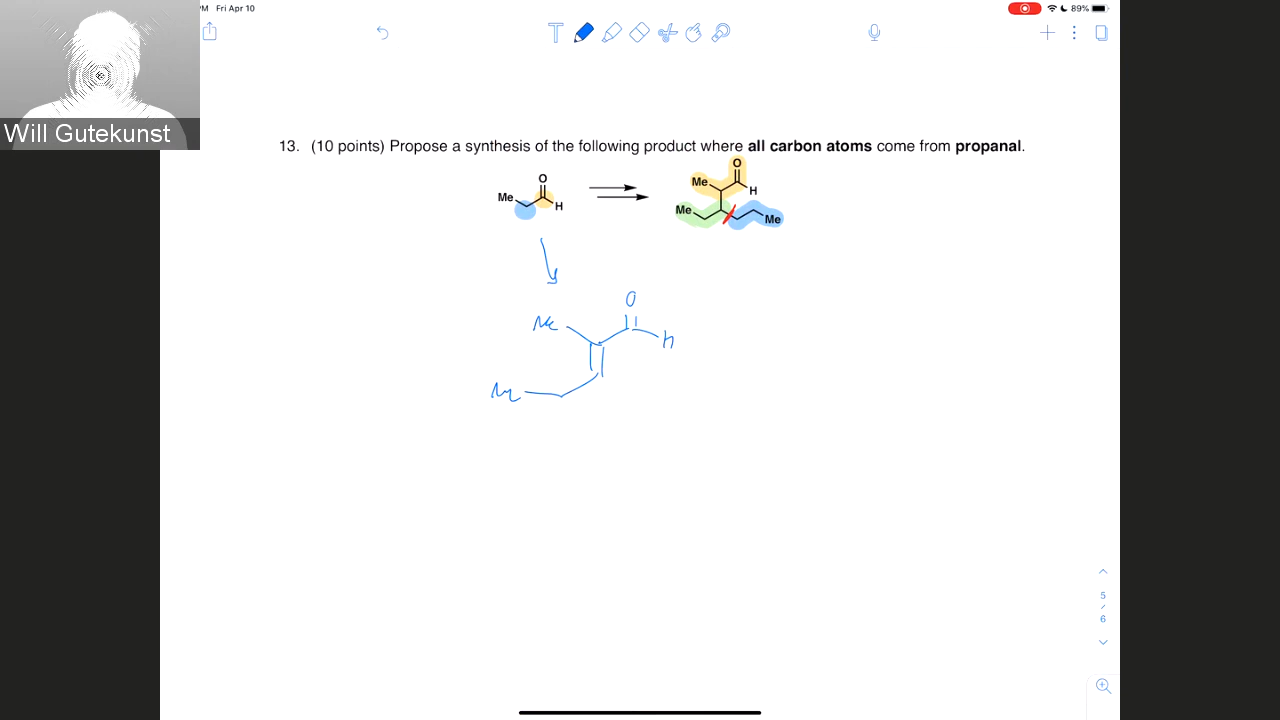 PM Fri Apr 10
89%
Will Gutekunst
T
13. (10 points) Propose a synthesis of the following product where all carbon atoms come from propanal.
Me O H
Me O H
Me Me
Me O H
Me
5
/
6